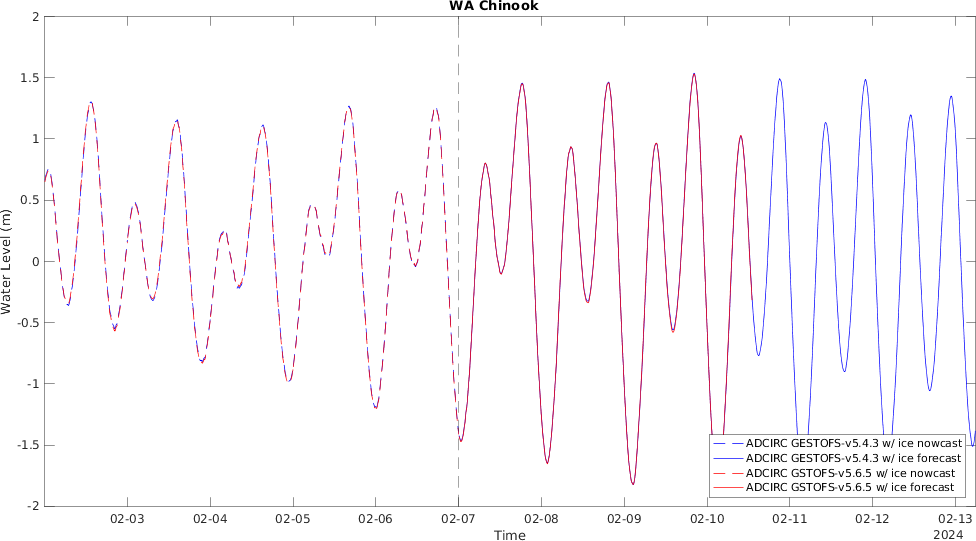 WA Chinook
2
1.5
1
0.5
0
-0.5
-1
-1.5
-2
Water Level (m)
02-03 02-04 02-05 02-06 02-07 02-08 02-09 02-10 02-11 02-12 02-13
Time
2024
ADCIRC GESTOFS-v5.4.3 w/ ice nowcast
ADCIRC GESTOFS-v5.4.3 w/ ice forecast
ADCIRC GSTOFS-v5.6.5 w/ ice nowcast
ADCIRC GSTOFS-v5.6.5 w/ ice forecast